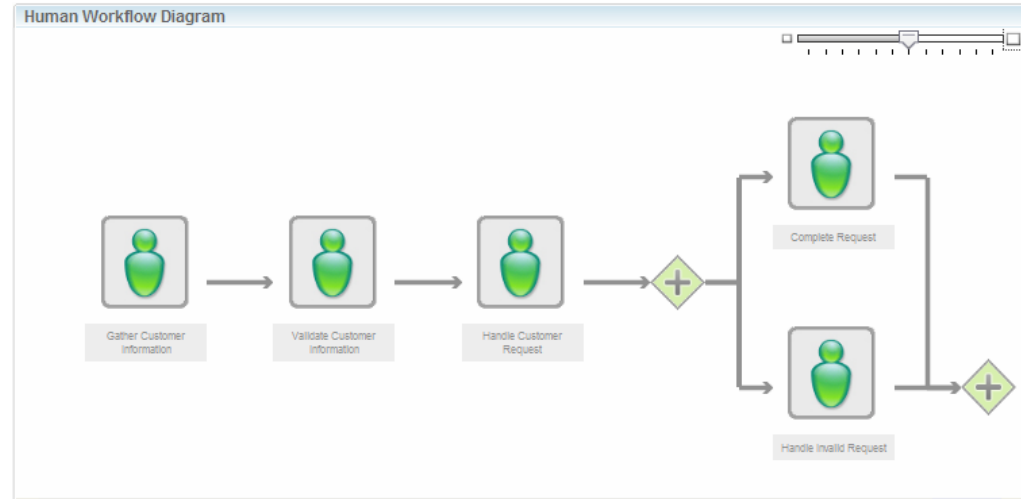 Human Workflow Diagram
Complete Request
Gather Customer
Information
Validate Customer
Information
Handle Customer
Request
Handle Invalid Request